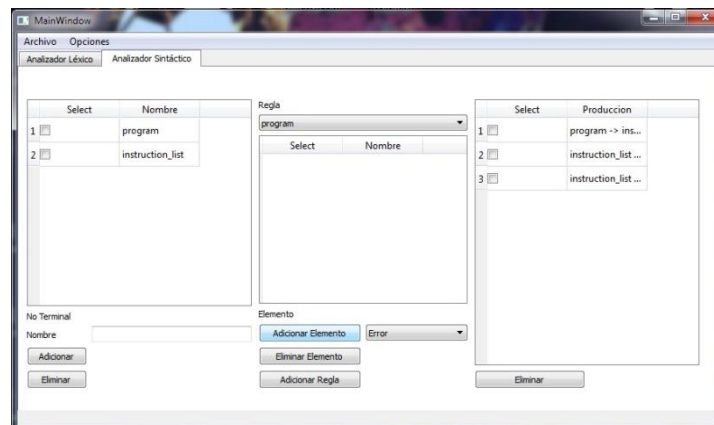 MainWindow
Archivo Opciones
Analizador Léxico Analizador Sintáctico
Select Nombre
1 program
2 instruction_list
No Terminal
Nombre
Adicionar
Eliminar
Regla
program
Select Nombre
Elemento
Adicionar Elemento Error
Eliminar Elemento
Adicionar Regla
Select Produccion
1 program -> ins...
2 instruction_list ...
3 instruction_list ...
Eliminar